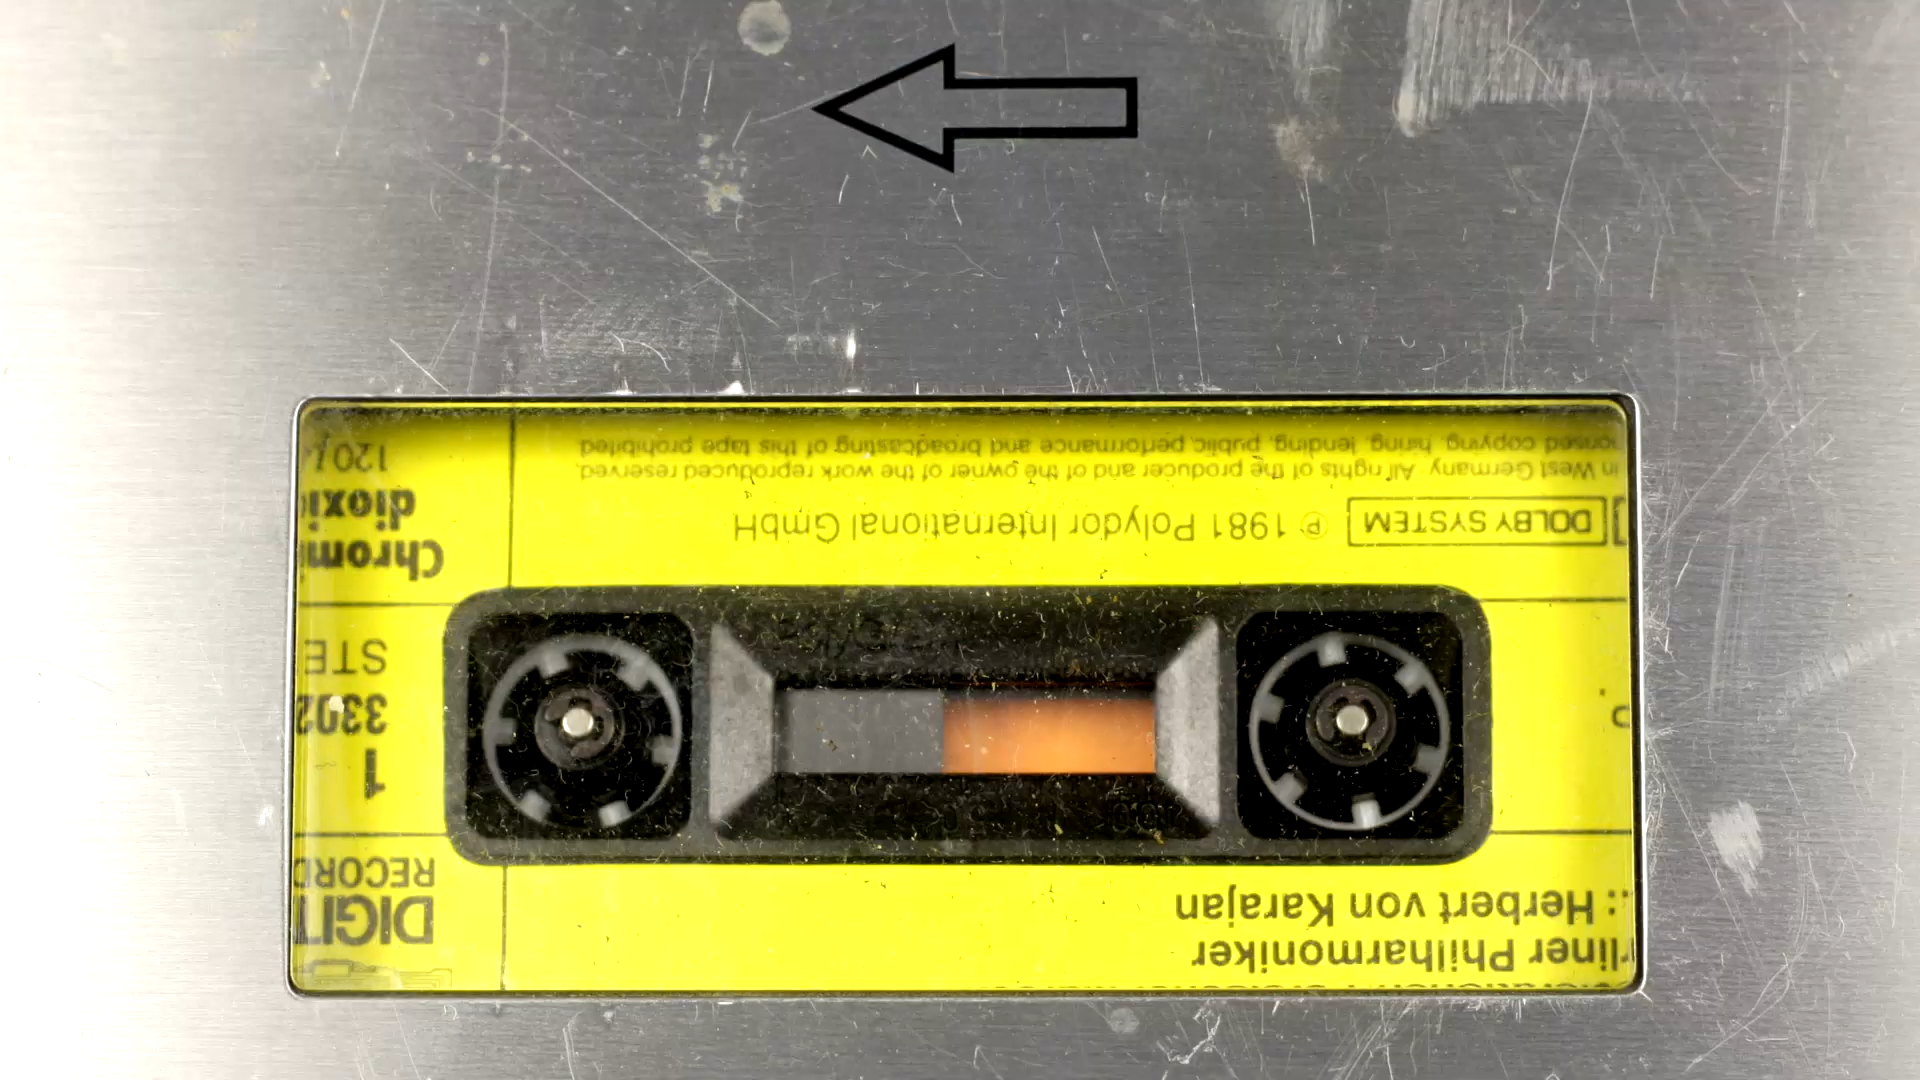 rliner Philharmoniker
.: Herbert von Karajan
DIGIT
RECORD
1
3302
STE
Chromi
dioxi
120
DOLBY SYSTEM ℗ 1981 Polydor International GmbH
in West Germany. All rights of the producer and of the owner of the work reproduced reserved.
orised copying, hiring, lending, public performance and broadcasting of this tape prohibited